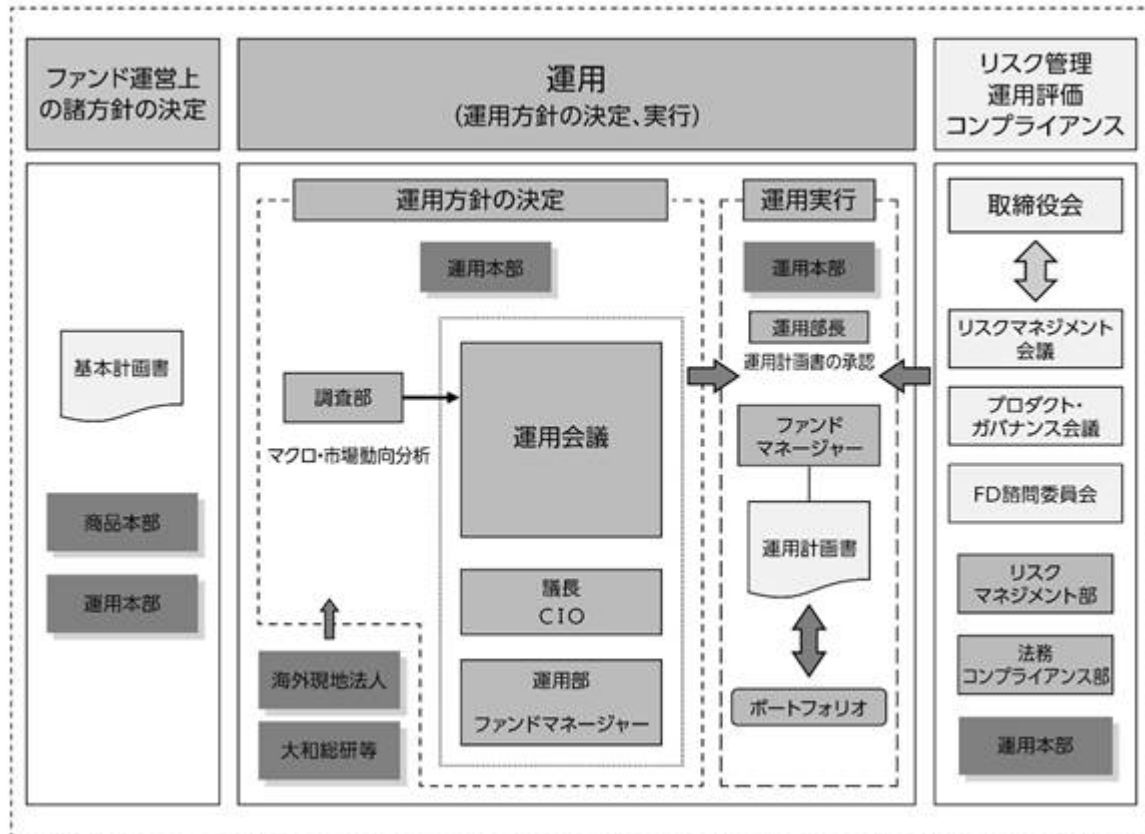 ファンド運営上
の諸方針の決定
運用
(運用方針の決定、実行)
リスク管理
運用評価
コンプライアンス
基本計画書
商品本部
運用本部
運用方針の決定
運用本部
調査部
マクロ・市場動向分析
運用会議
議長
CIO
運用部
ファンドマネージャー
海外現地法人
大和総研等
運用実行
運用本部
運用部長
運用計画書の承認
ファンド
マネージャー
運用計画書
ポートフォリオ
取締役会
リスクマネジメント
会議
プロダクト・
ガバナンス会議
FD諮問委員会
リスク
マネジメント部
法務
コンプライアンス部
運用本部